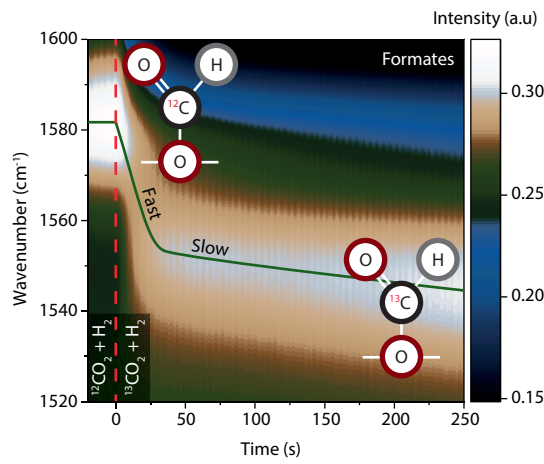 Intensity (a.u)
1600
1580
1560
1540
1520
Wavenumber (cm⁻¹)
Formates
O
H
¹²C
O
Fast
Slow
O
H
¹³C
O
¹²CO₂ + H₂
¹³CO₂ + H₂
0
50
100
150
200
250
Time (s)
0.30
0.25
0.20
0.15